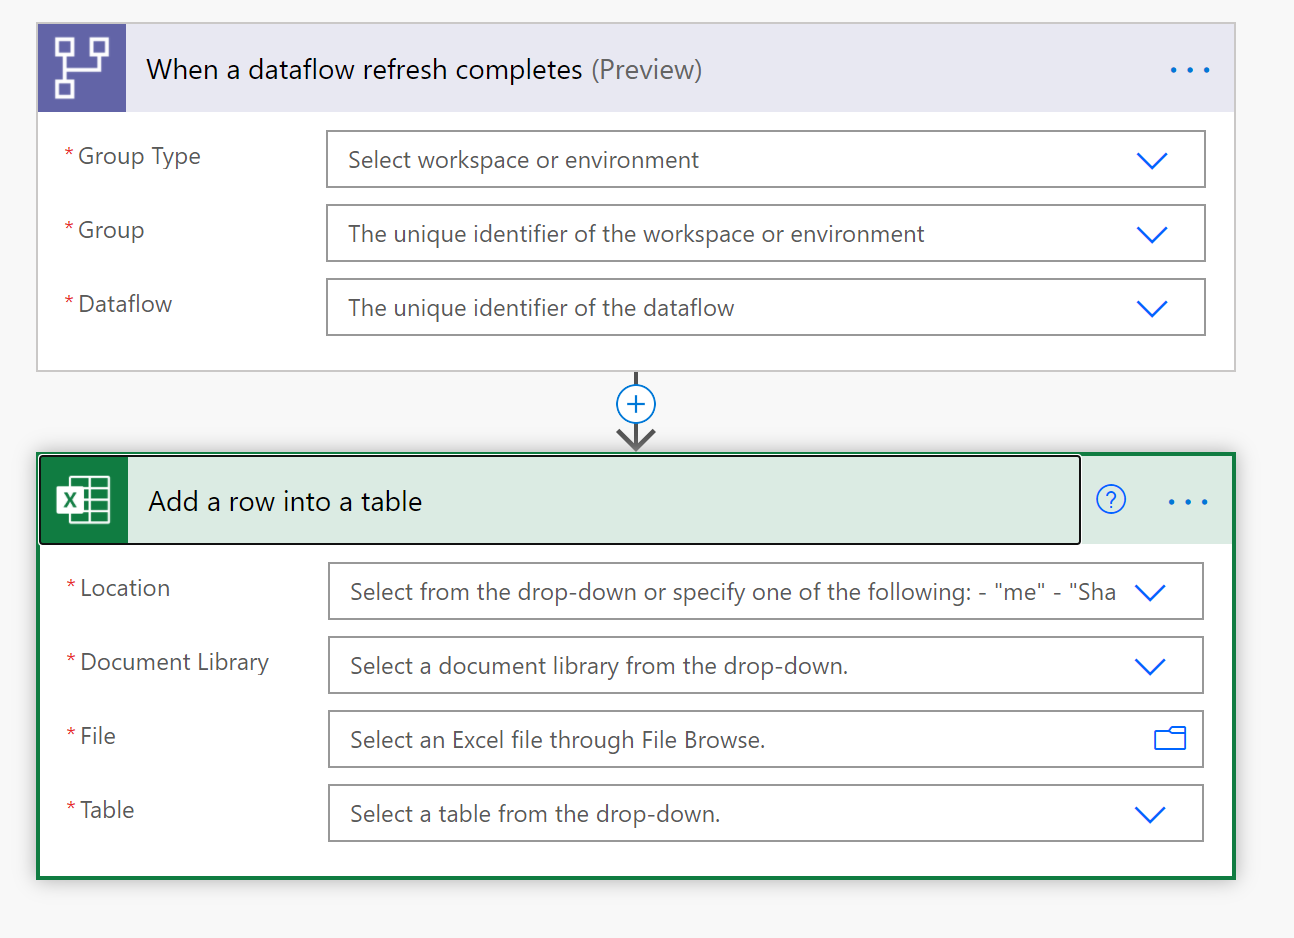 When a dataflow refresh completes (Preview)
* Group Type
Select workspace or environment
* Group
The unique identifier of the workspace or environment
* Dataflow
The unique identifier of the dataflow
X
Add a row into a table
?
* Location
Select from the drop-down or specify one of the following: - "me" - "Sha
* Document Library
Select a document library from the drop-down.
* File
Select an Excel file through File Browse.
* Table
Select a table from the drop-down.